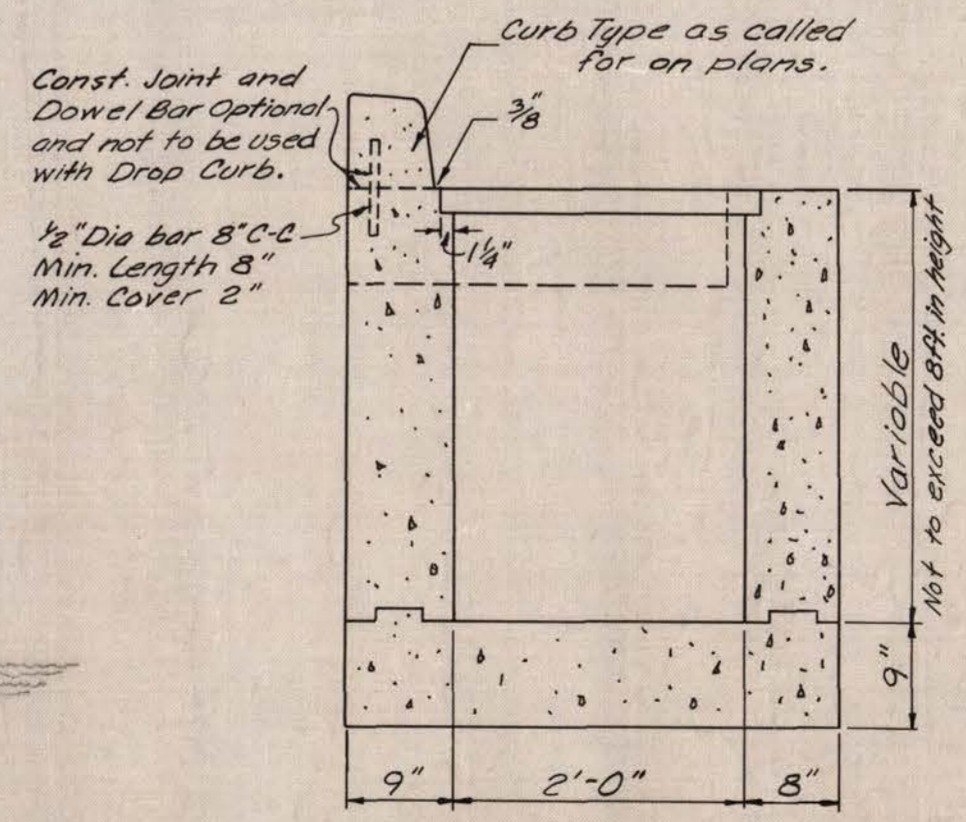 Curb Type as called
for on plans.
Const. Joint and
Dowel Bar Optional
and not to be used
with Drop Curb.
3/8"
1/2" Dia bar 8" C-C
Min. Length 8"
Min. Cover 2"
1 1/4"
Variable
Not to exceed 8ft. in height
9"
9"
2'-0"
8"